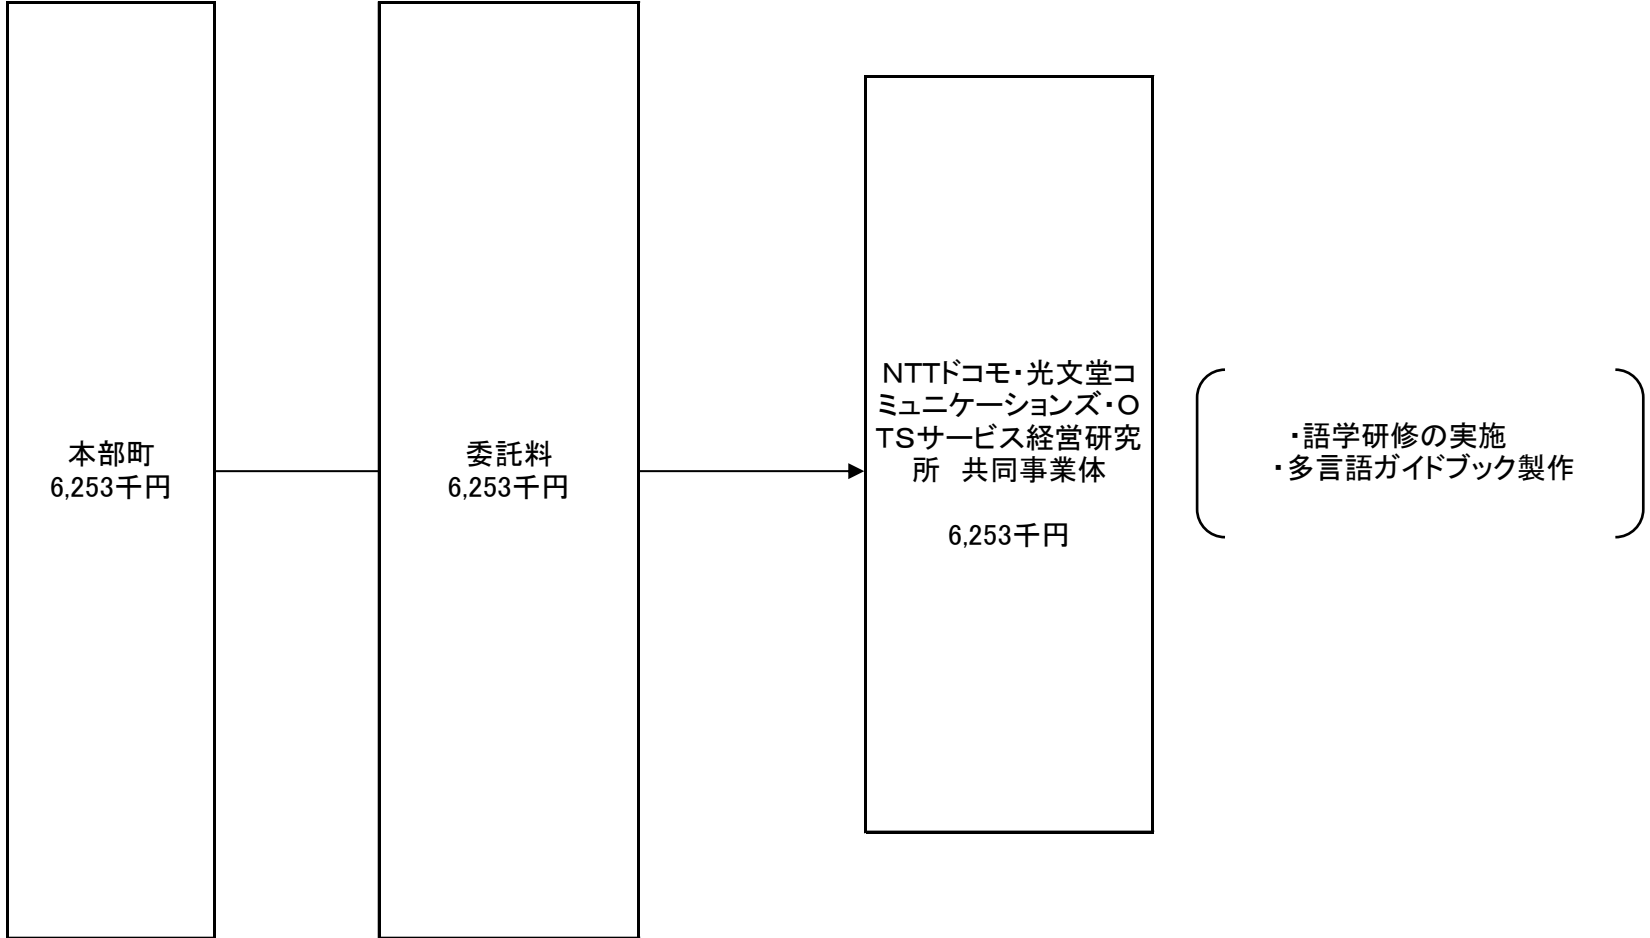 本部町
6,253千円
委託料
6,253千円
NTTドコモ・光文堂コ
ミュニケーションズ・O
TSサービス経営研究
所　共同事業体
6,253千円
・語学研修の実施
・多言語ガイドブック製作